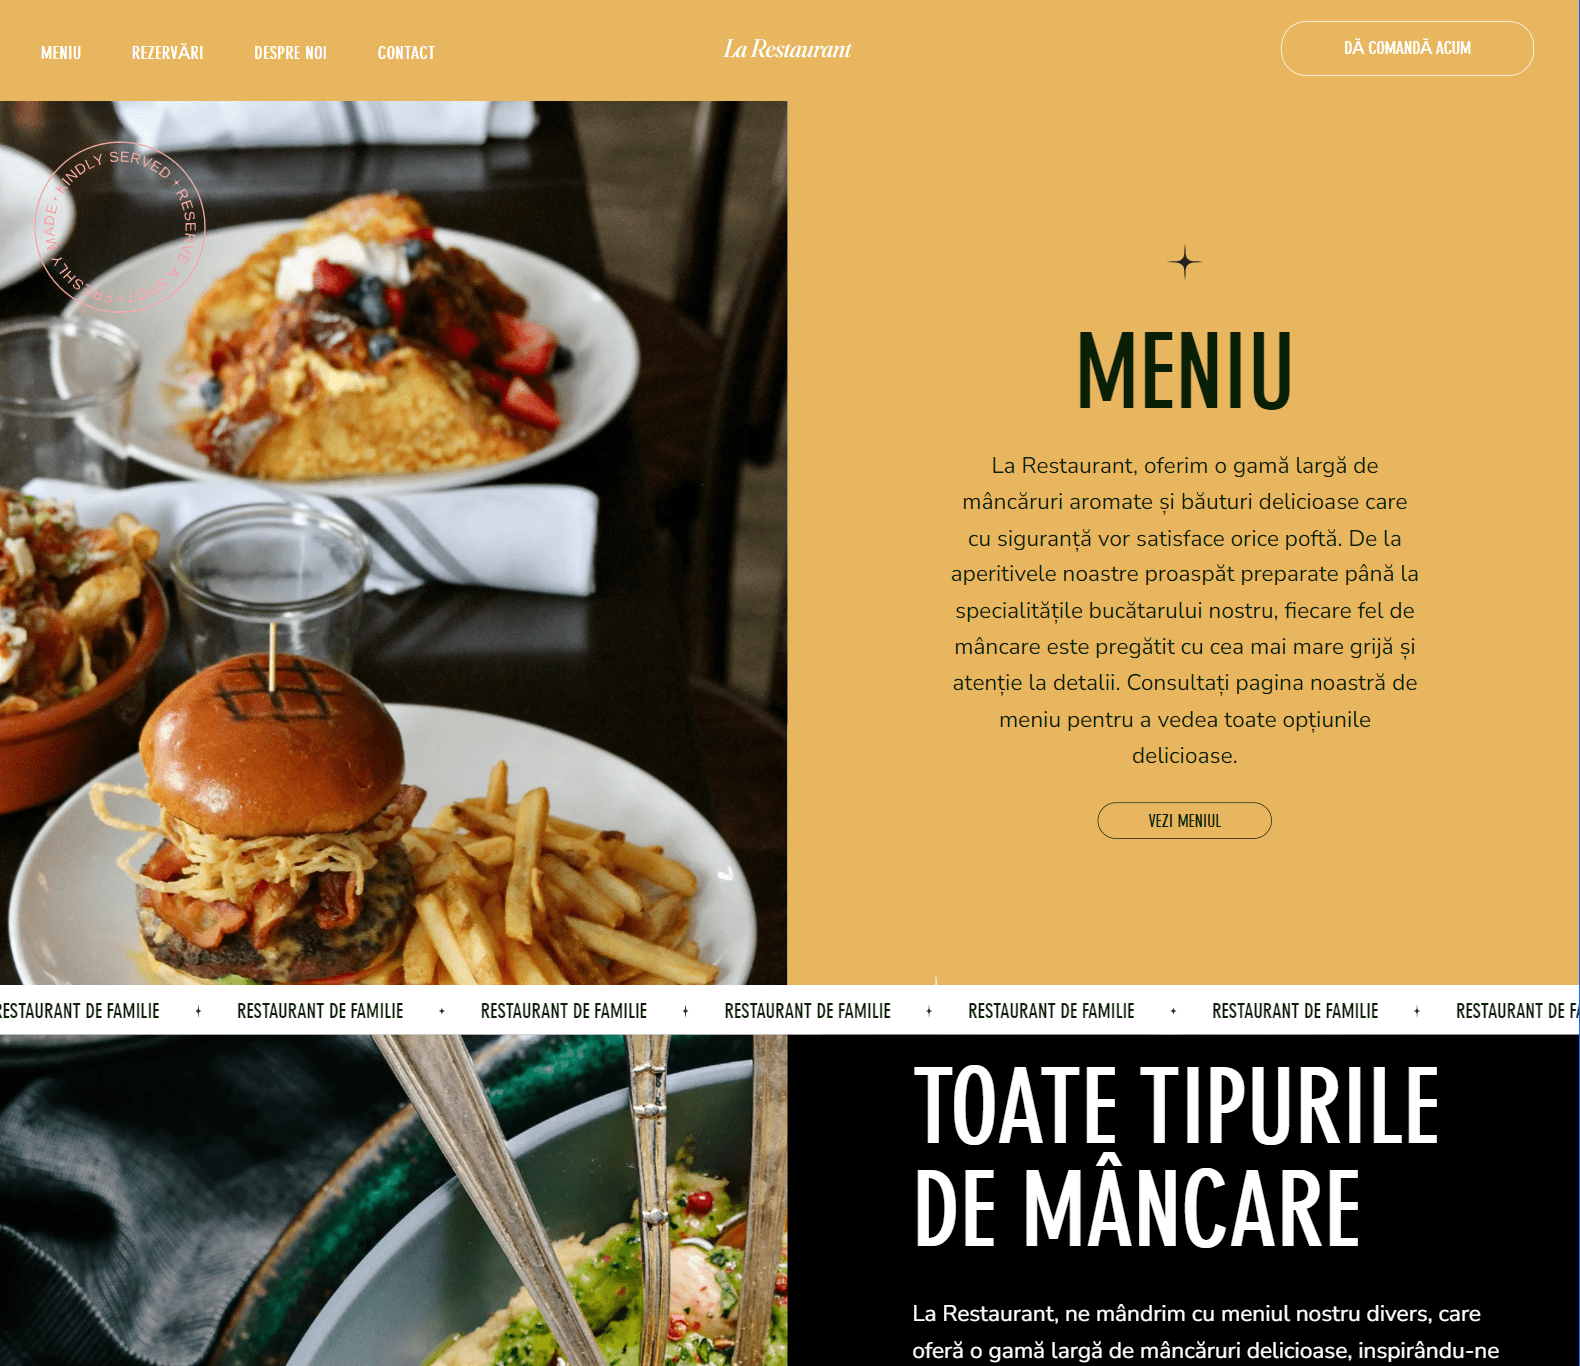 MENIU REZERVĂRI DESPRE NOI CONTACT
La Restaurant
DĂ COMANDĂ ACUM
KINDLY SERVED RESERVE A SPOT FRESHLY MADE
MENIU
La Restaurant, oferim o gamă largă de
mâncăruri aromate și băuturi delicioase care
cu siguranță vor satisface orice poftă. De la
aperitivele noastre proaspăt preparate până la
specialitățile bucătarului nostru, fiecare fel de
mâncare este pregătit cu cea mai mare grijă și
atenție la detalii. Consultați pagina noastră de
meniu pentru a vedea toate opțiunile
delicioase.
VEZI MENIUL
RESTAURANT DE FAMILIE RESTAURANT DE FAMILIE RESTAURANT DE FAMILIE RESTAURANT DE FAMILIE RESTAURANT DE FAMILIE RESTAURANT DE FAMILIE RESTAURANT DE
TOATE TIPURILE
DE MÂNCARE
La Restaurant, ne mândrim cu meniul nostru divers, care
oferă o gamă largă de mâncăruri delicioase, inspirându-ne